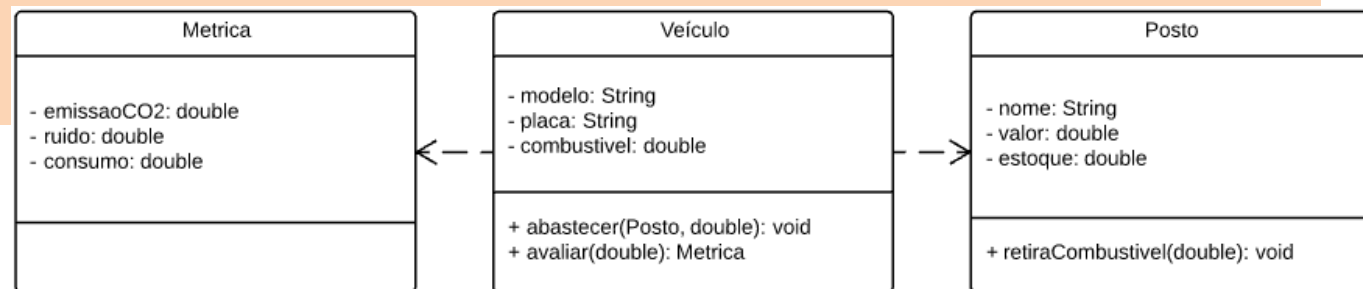 Metrica
- emissaoCO2: double
- ruido: double
- consumo: double
Veículo
- modelo: String
- placa: String
- combustivel: double
+ abastecer(Posto, double): void
+ avaliar(double): Metrica
Posto
- nome: String
- valor: double
- estoque: double
+ retiraCombustivel(double): void